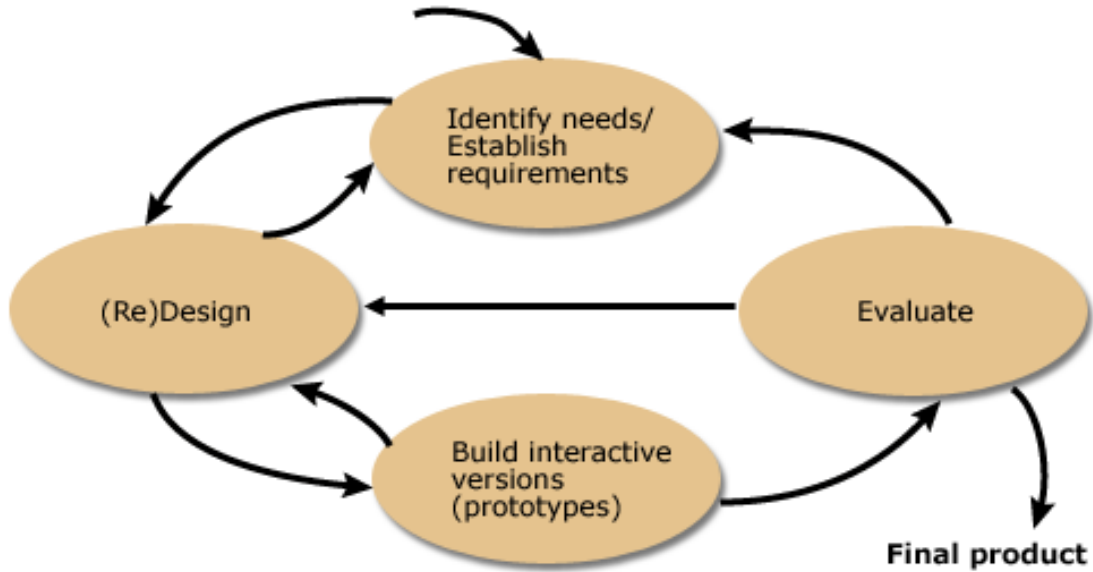 Identify needs/
Establish
requirements
(Re)Design
Evaluate
Build interactive
versions
(prototypes)
Final product